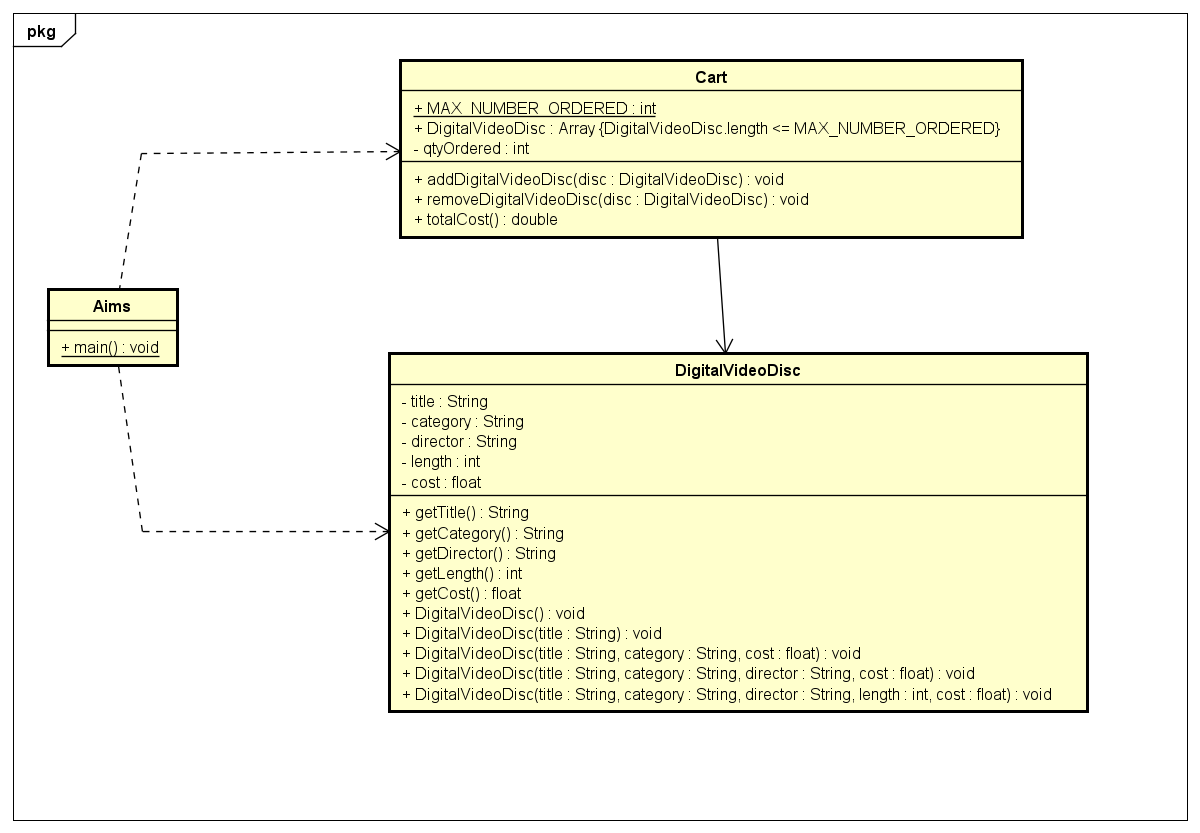 pkg
Cart
+ MAX_NUMBER_ORDERED : int
+ DigitalVideoDisc : Array {DigitalVideoDisc.length <= MAX_NUMBER_ORDERED}
- qtyOrdered : int
+ addDigitalVideoDisc(disc : DigitalVideoDisc) : void
+ removeDigitalVideoDisc(disc : DigitalVideoDisc) : void
+ totalCost() : double
Aims
+ main() : void
DigitalVideoDisc
- title : String
- category : String
- director : String
- length : int
- cost : float
+ getTitle() : String
+ getCategory() : String
+ getDirector() : String
+ getLength() : int
+ getCost() : float
+ DigitalVideoDisc() : void
+ DigitalVideoDisc(title : String) : void
+ DigitalVideoDisc(title : String, category : String, cost : float) : void
+ DigitalVideoDisc(title : String, category : String, director : String, cost : float) : void
+ DigitalVideoDisc(title : String, category : String, director : String, length : int, cost : float) : void